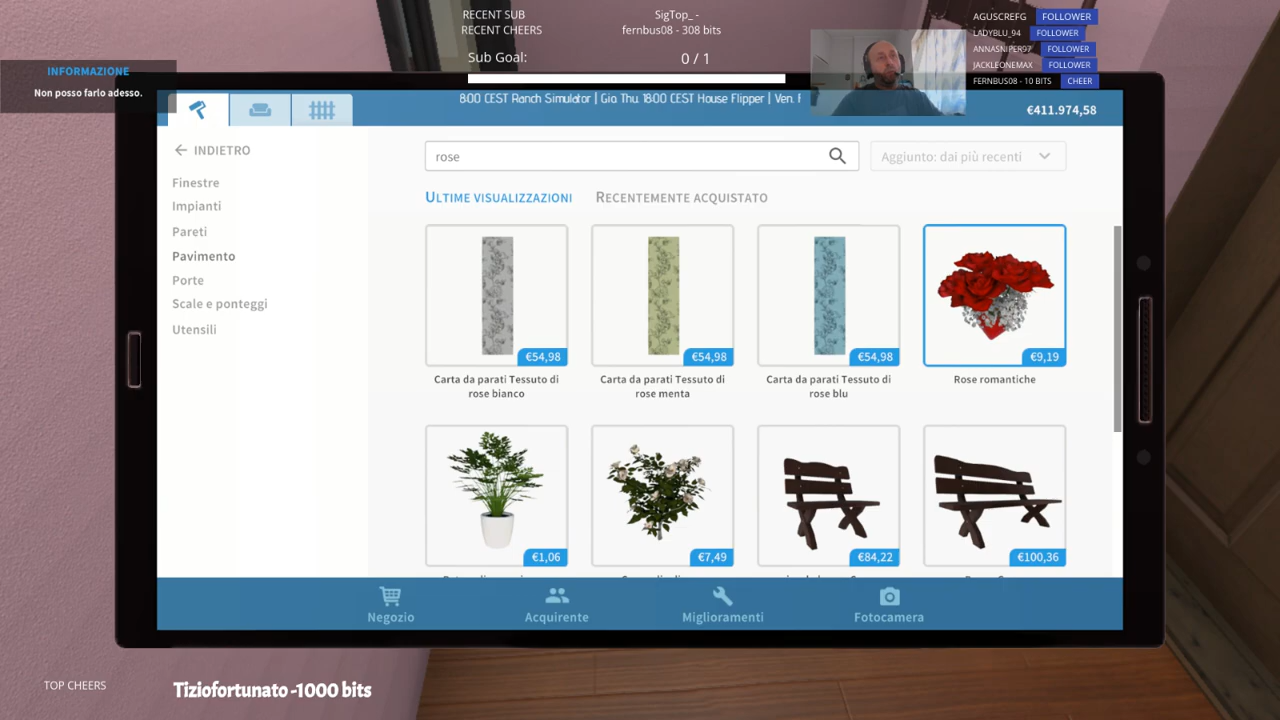 RECENT SUB
SigTop_ -
RECENT CHEERS
fernbus08 - 308 bits
Sub Goal:
0 / 1
AGUSCREFG FOLLOWER
LADYBLU_94 FOLLOWER
ANNASNIPER97 FOLLOWER
JACKLEONEMAX FOLLOWER
FERNBUS08 - 10 BITS CHEER
INFORMAZIONE
Non posso farlo adesso.
800 CEST Ranch Simulator | Gio. Thu. 1800 CEST House Flipper | Ven. F
€411.974,58
INDIETRO
Finestre
Impianti
Pareti
Pavimento
Porte
Scale e ponteggi
Utensili
rose
Aggiunto: dai più recenti
ULTIME VISUALIZZAZIONI
RECENTEMENTE ACQUISTATO
€54,98
€54,98
€54,98
€9,19
Carta da parati Tessuto di
rose bianco
Carta da parati Tessuto di
rose menta
Carta da parati Tessuto di
rose blu
Rose romantiche
€1,06
€7,49
€84,22
€100,36
Negozio
Acquirente
Miglioramenti
Fotocamera
TOP CHEERS
Tiziofortunato -1000 bits